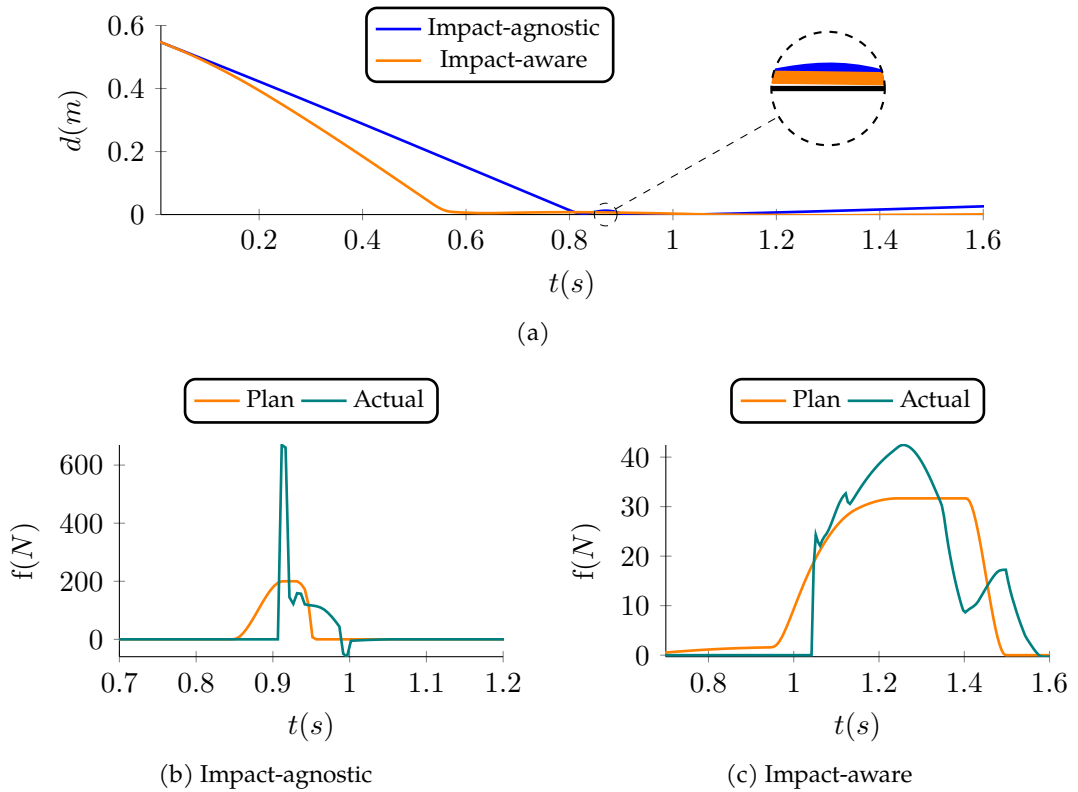 Impact-agnostic
Impact-aware
d(m)
0.6
0.4
0.2
0
0.2 0.4 0.6 0.8 1 1.2 1.4 1.6
t(s)
(a)
Plan Actual
f(N)
600
400
200
0
0.7 0.8 0.9 1 1.1 1.2
t(s)
(b) Impact-agnostic
Plan Actual
f(N)
40
30
20
10
0
0.8 1 1.2 1.4 1.6
t(s)
(c) Impact-aware